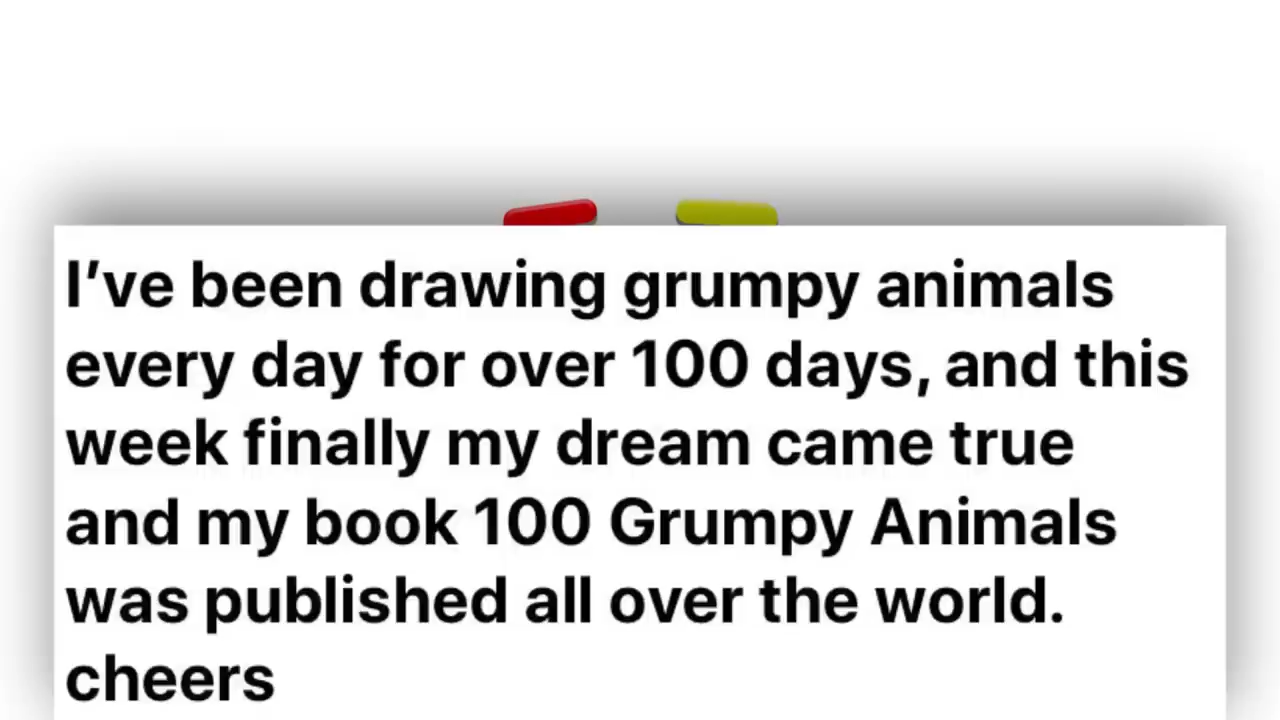 I’ve been drawing grumpy animals
every day for over 100 days, and this
week finally my dream came true
and my book 100 Grumpy Animals
was published all over the world.
cheers